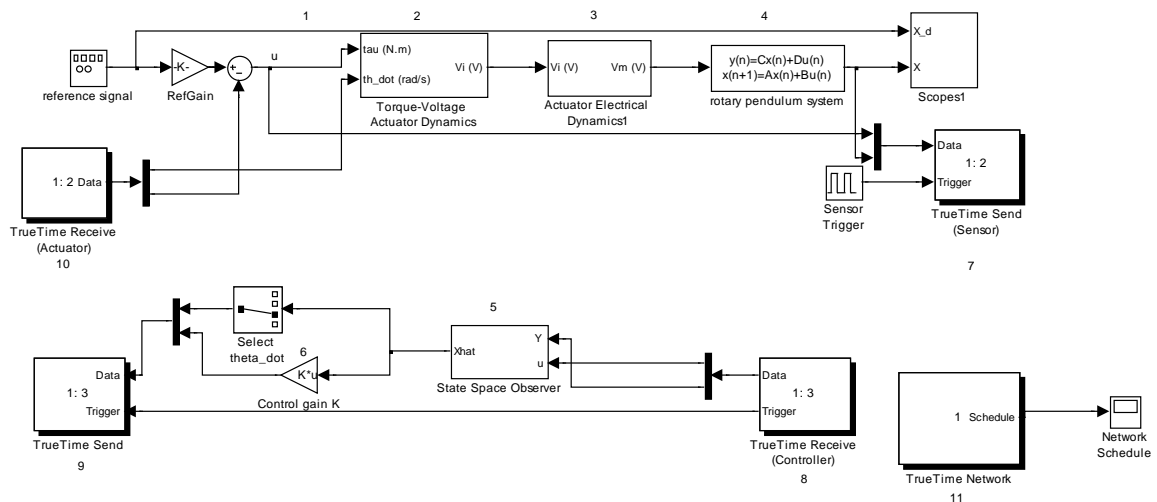 1
2
3
4
reference signal
-K-
RefGain
u
tau (N.m)
th_dot (rad/s)
Vi (V)
Torque-Voltage
Actuator Dynamics
Vi (V)
Vm (V)
Actuator Electrical
Dynamics1
y(n)=Cx(n)+Du(n)
x(n+1)=Ax(n)+Bu(n)
rotary pendulum system
X_d
X
Scopes1
1: 2
Data
TrueTime Receive
(Actuator)
10
Sensor
Trigger
Data
1: 2
Trigger
TrueTime Send
(Sensor)
7
Select
theta_dot
6
K*u
Control gain K
5
Xhat
Y
u
State Space Observer
Data
1: 3
Trigger
TrueTime Send
9
1: 3
Data
Trigger
TrueTime Receive
(Controller)
8
1
Schedule
TrueTime Network
11
Network
Schedule